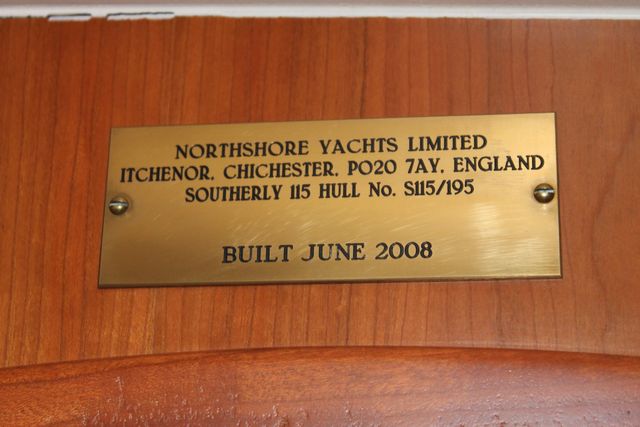 NORTHSHORE YACHTS LIMITED
ITCHENOR, CHICHESTER, PO20 7AY, ENGLAND
SOUTHERLY 115 HULL No. S115/195
BUILT JUNE 2008